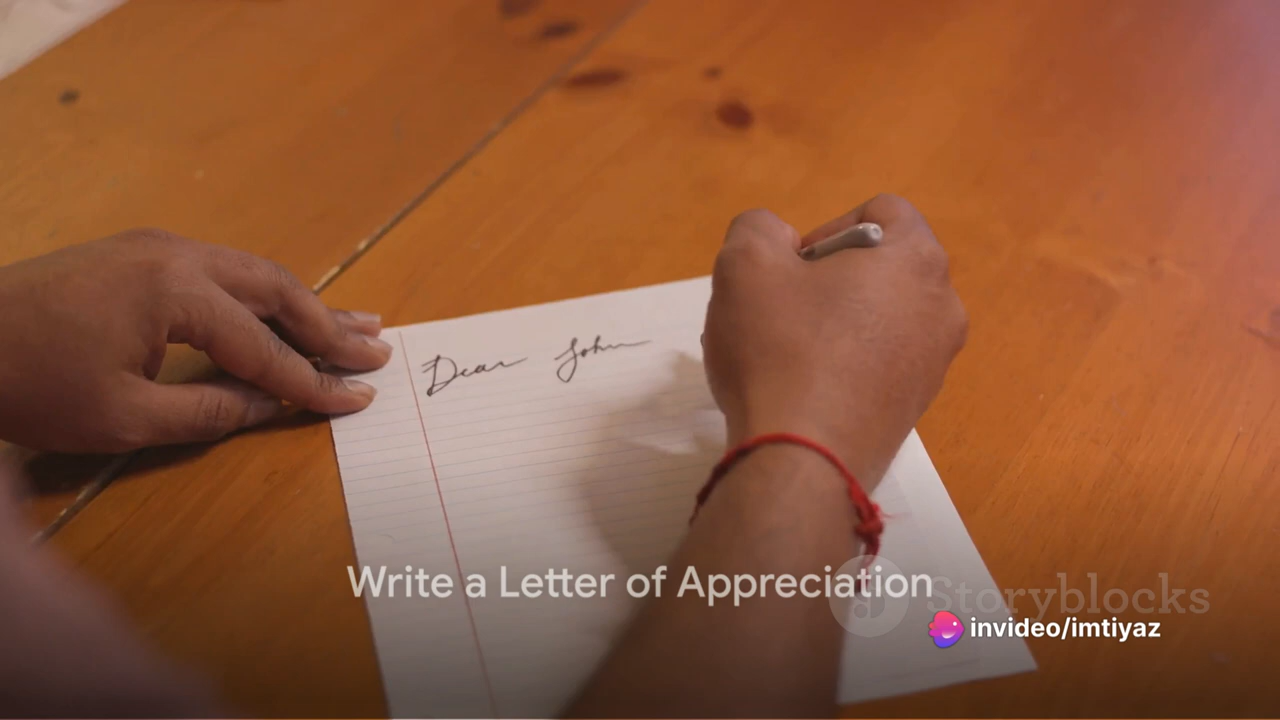 Dear John
Write a Letter of Appreciation
Storyblocks
invideo/imtiyaz